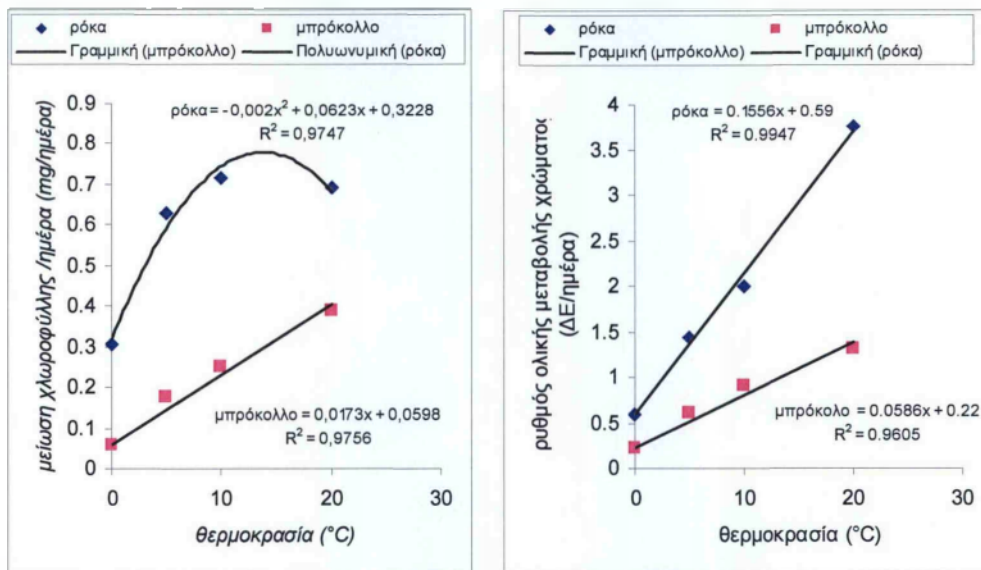 ρόκα μπρόκολλο
Γραμμική (μπρόκολλο) Πολυωνυμική (ρόκα)
μείωση χλωροφύλλης /ημέρα (mg/ημέρα)
0.9
0.8
0.7
0.6
0.5
0.4
0.3
0.2
0.1
0
ρόκα = - 0,002x² + 0,0623x + 0,3228
R² = 0,9747
μπρόκολλο = 0,0173x + 0,0598
R² = 0,9756
0 10 20 30
θερμοκρασία (°C)
ρόκα μπρόκολλο
Γραμμική (μπρόκολλο) Γραμμική (ρόκα)
ρυθμός ολικής μεταβολής χρώματος
(ΔΕ/ημέρα)
4
3.5
3
2.5
2
1.5
1
0.5
0
ρόκα = 0.1556x + 0.59
R² = 0.9947
μπρόκολο = 0.0586x + 0.22
R² = 0.9605
0 10 20 30
θερμοκρασία (°C)